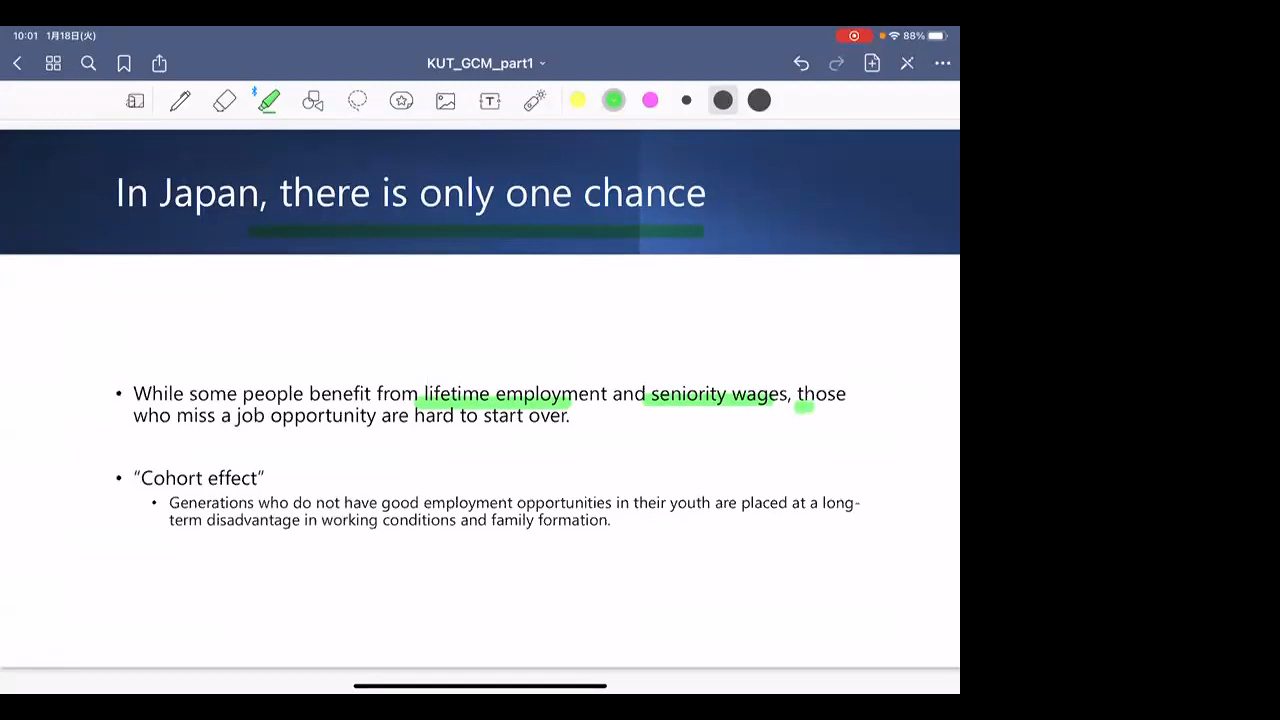 10:01 1月18日(火)
88%
KUT_GCM_part1
T
In Japan, there is only one chance
• While some people benefit from lifetime employment and seniority wages, those
who miss a job opportunity are hard to start over.
• “Cohort effect”
• Generations who do not have good employment opportunities in their youth are placed at a long-
term disadvantage in working conditions and family formation.